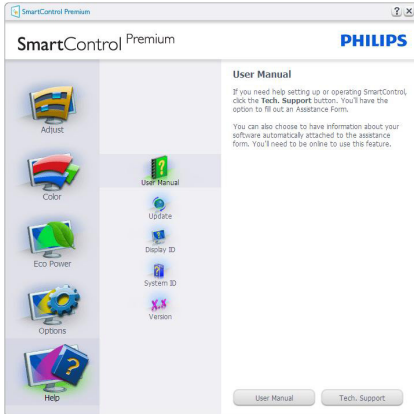 SmartControl Premium
SmartControl Premium
PHILIPS
Adjust
Color
Eco Power
Options
Help
User Manual
Update
Display ID
System ID
X.X
Version
User Manual
If you need help setting up or operating SmartControl,
click the Tech. Support button. You'll have the
option to fill out an Assistance Form.
You can also choose to have information about your
software automatically attached to the assistance
form. You'll need to be online to use this feature.
User Manual
Tech. Support